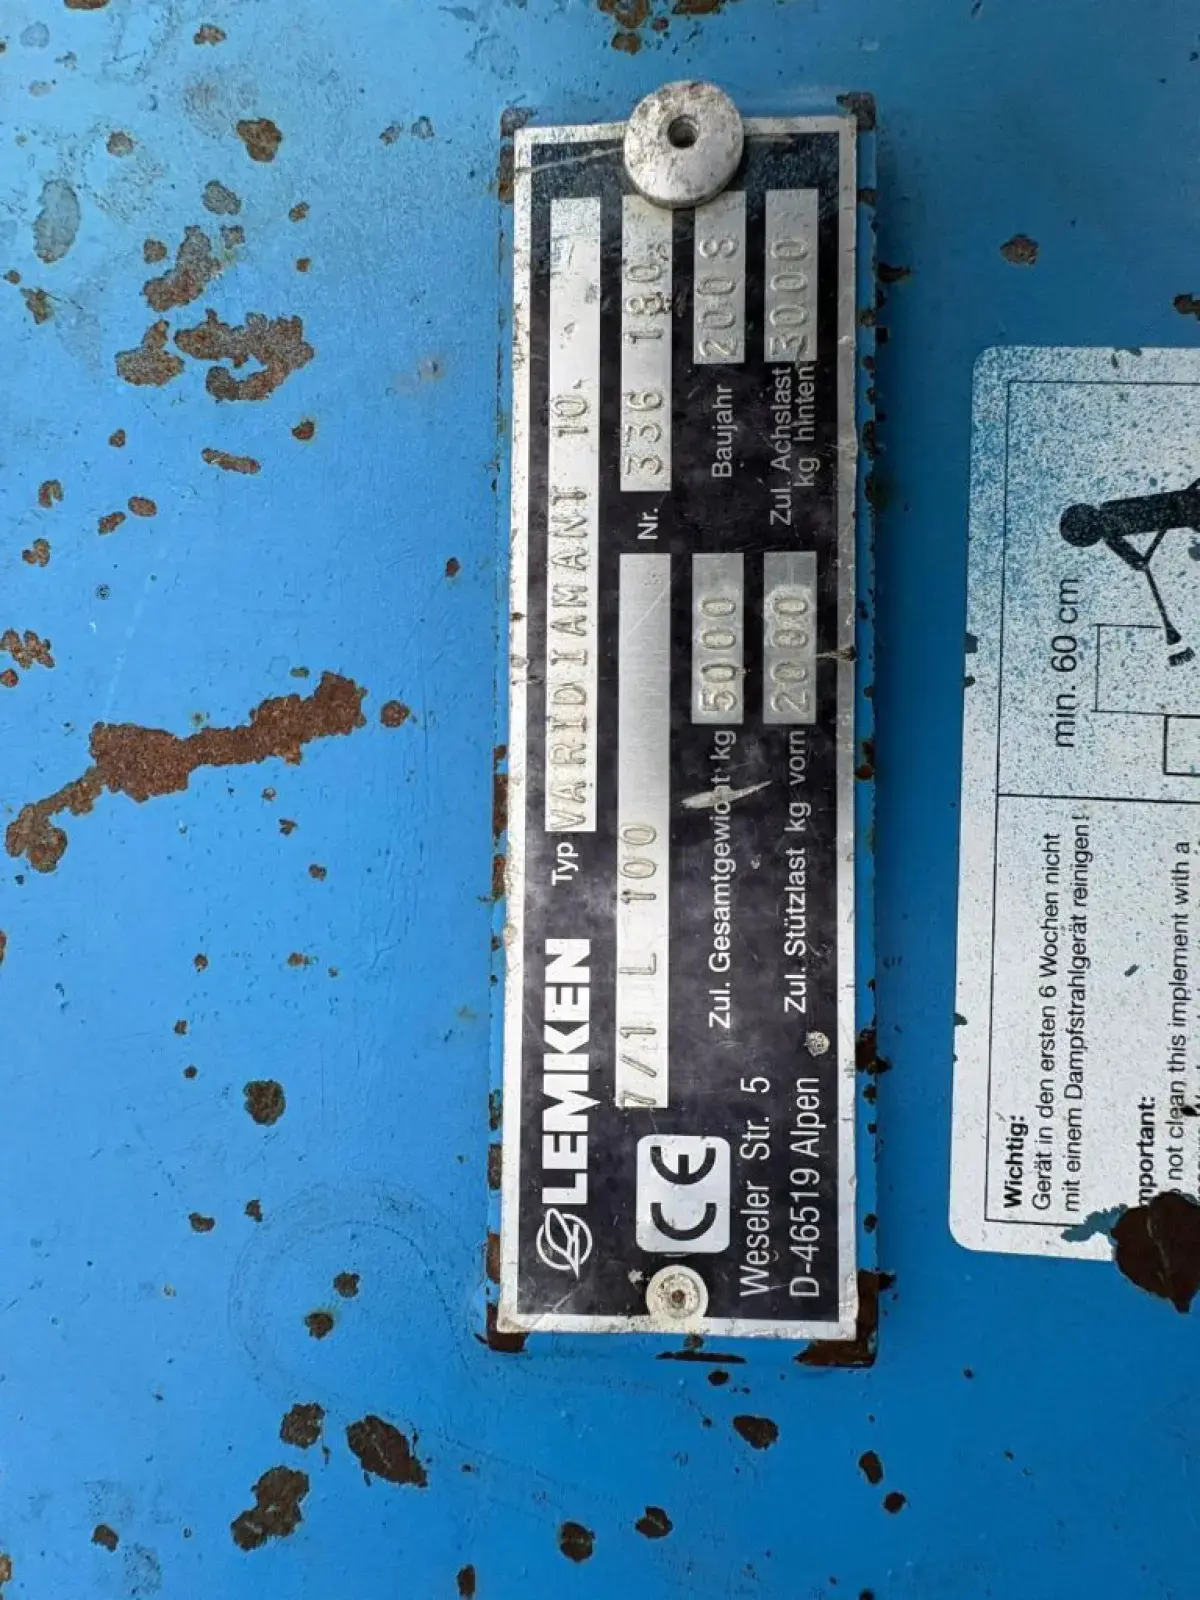 LEMKEN Typ VARIDIAMANT 10
7/1 L 100 Nr. 336 180
Zul. Gesamtgewicht kg 5000 Baujahr 2008
Zul. Stützlast kg vorn 2000 Zul. Achslast kg hinten 3000
CE
Weseler Str. 5
D-46519 Alpen
min. 60 cm
Wichtig:
Gerät in den ersten 6 Wochen nicht
mit einem Dampfstrahlgerät reinigen!
mportant:
not clean this implement with a